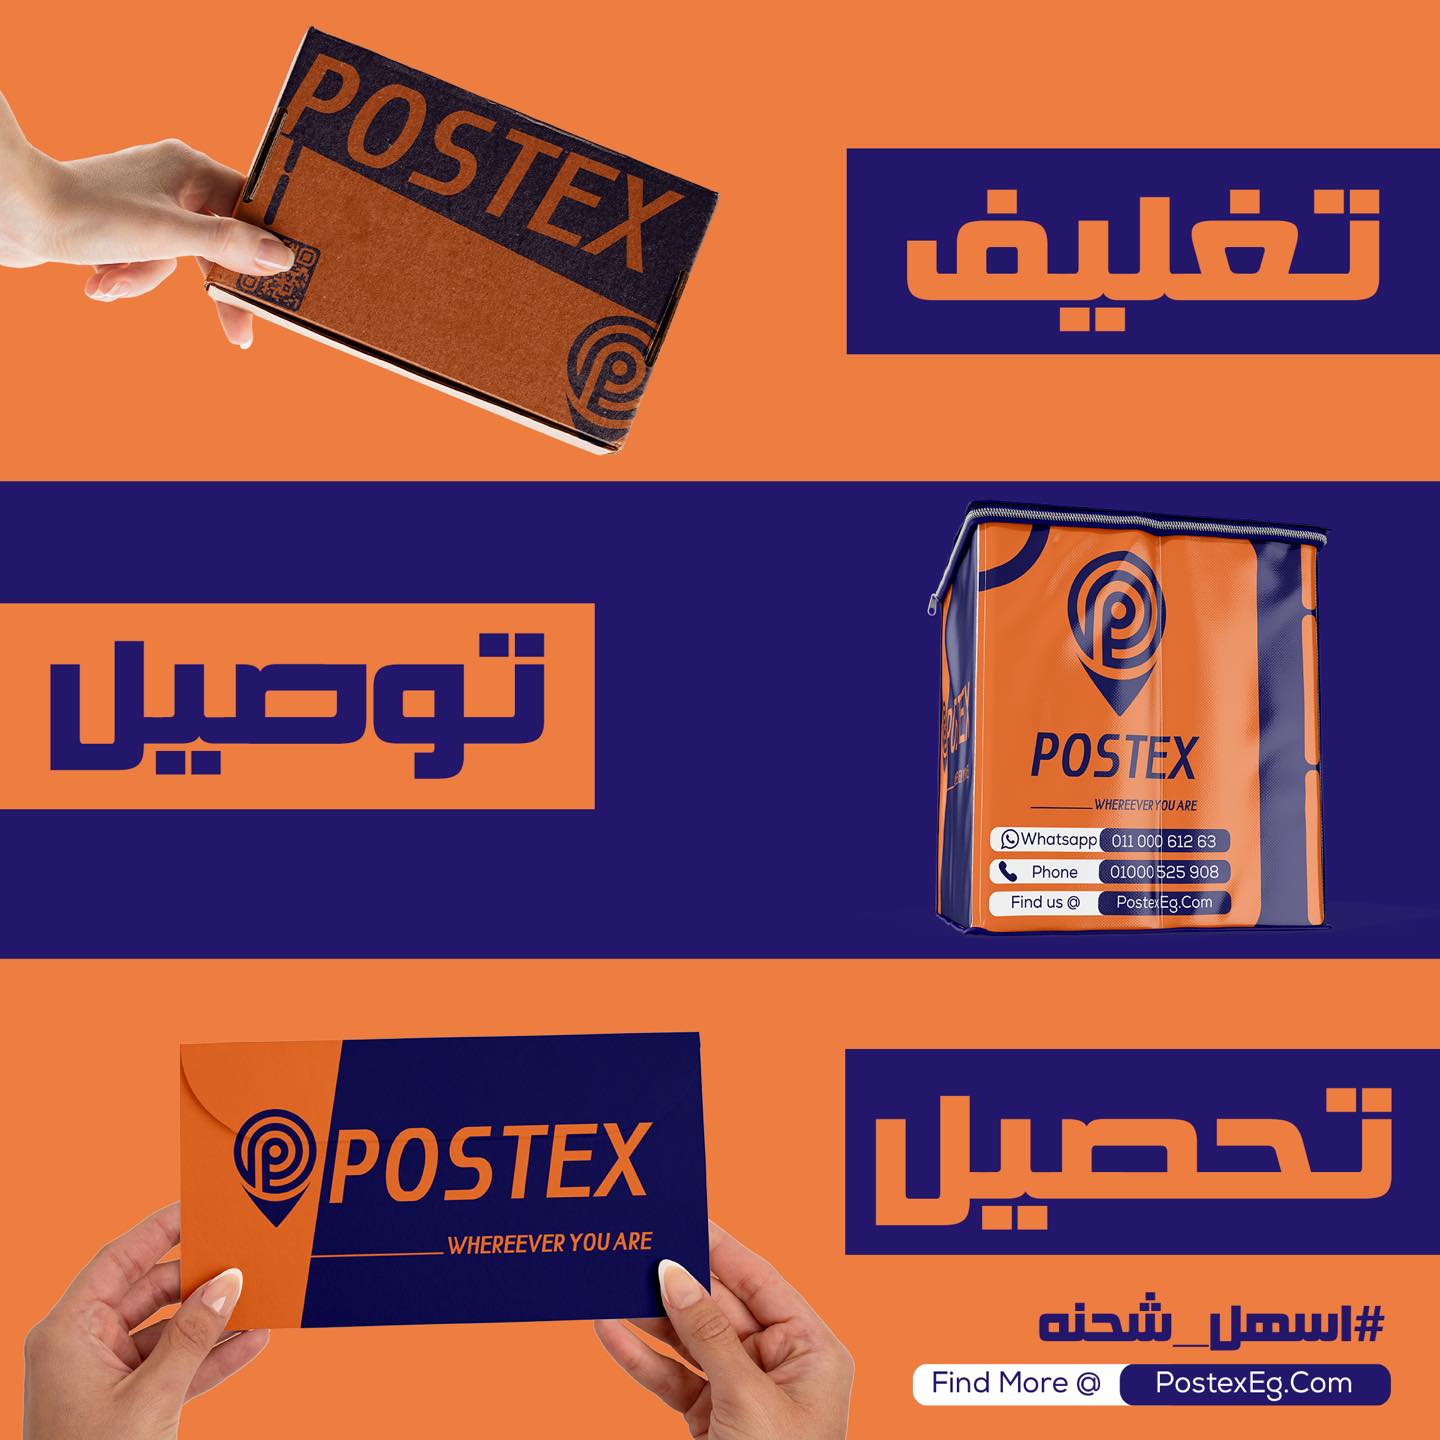 POSTEX
تغليف
توصيل
POSTEX
WHEREEVER YOU ARE
Whatsapp 011 000 612 63
Phone 01000 525 908
Find us @ PostexEg.Com
POSTEX
WHEREEVER YOU ARE
تحصيل
#اسهل_شحنه
Find More @ PostexEg.Com